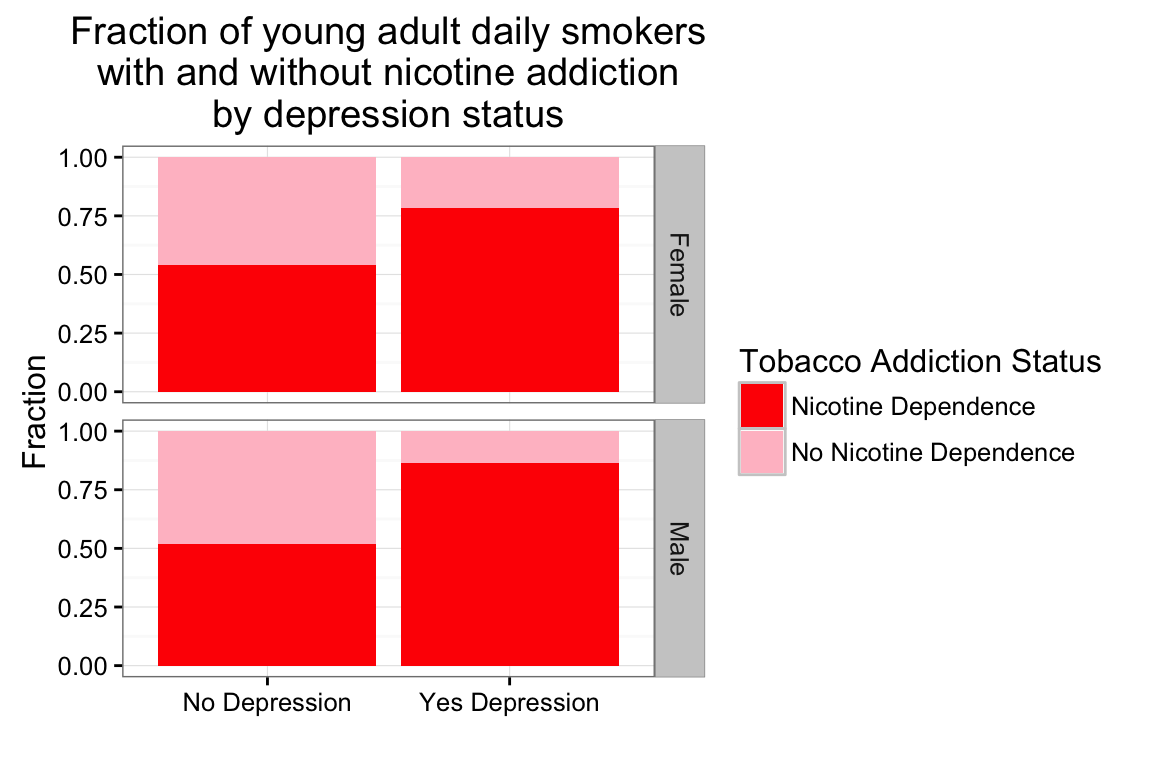 Fraction of young adult daily smokers
with and without nicotine addiction
by depression status
Fraction
1.00
0.75
0.50
0.25
0.00
Female
1.00
0.75
0.50
0.25
0.00
Male
No Depression
Yes Depression
Tobacco Addiction Status
Nicotine Dependence
No Nicotine Dependence